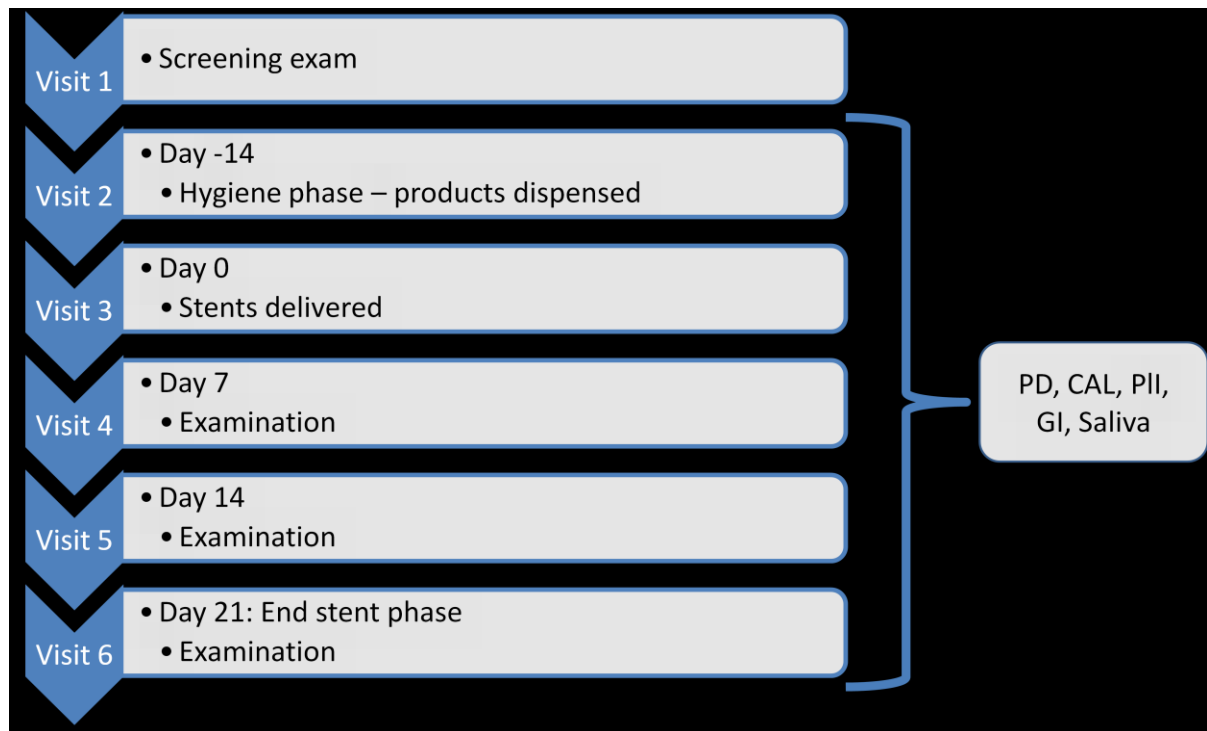 Visit 1
• Screening exam
Visit 2
• Day -14
• Hygiene phase – products dispensed
Visit 3
• Day 0
• Stents delivered
Visit 4
• Day 7
• Examination
Visit 5
• Day 14
• Examination
Visit 6
• Day 21: End stent phase
• Examination
PD, CAL, PlI,
GI, Saliva